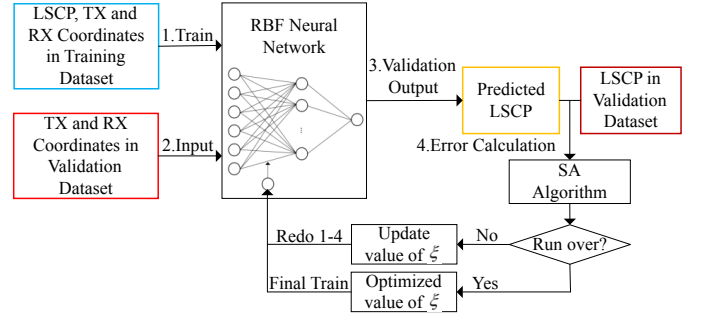 LSCP, TX and
RX Coordinates
in Training
Dataset
1.Train
RBF Neural
Network
3.Validation
Output
Predicted
LSCP
LSCP in
Validation
Dataset
TX and RX
Coordinates in
Validation
Dataset
2.Input
4.Error Calculation
SA
Algorithm
Run over?
No
Update
value of ξ
Redo 1-4
Yes
Optimized
value of ξ
Final Train